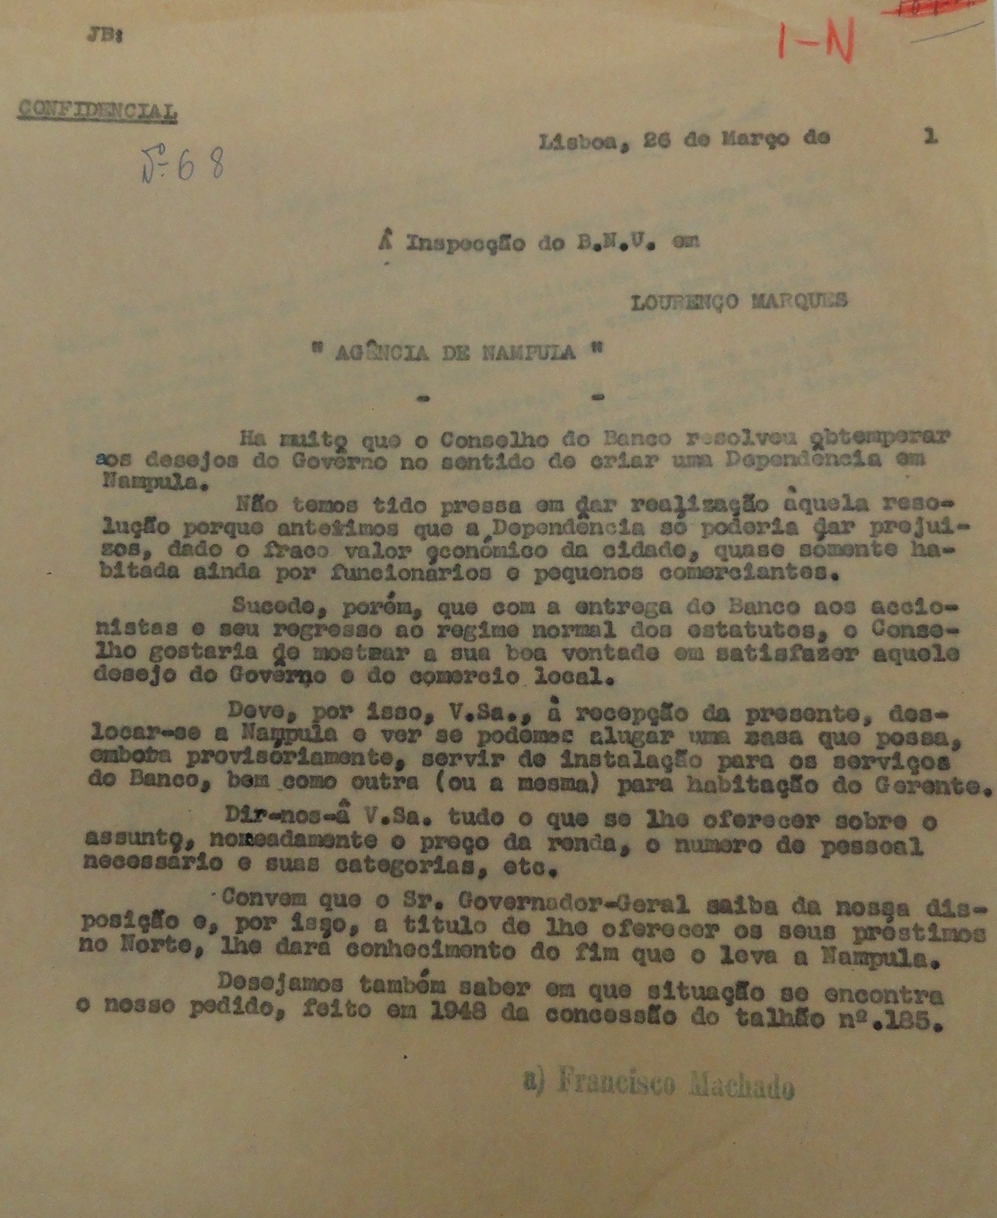 JB:
I-N
CONFIDENCIAL
Nº 68
Lisboa, 26 de Março de 1
Â Inspecção do B.N.U. em
LOURENÇO MARQUES
" AGÊNCIA DE NAMPULA "
- -
Ha muito que o Conselho do Banco resolveu obtemperar
aos desejos do Govêrno no sentido de criar uma Dependência em
Nampula.
Não temos tido pressa em dar realização àquela reso-
lução porque antevimos que a Dependência só poderia dar prejui-
zos, dado o fraco valor económico da cidade, quase sòmente ha-
bitada ainda por funcionários e pequenos comerciantes.
Sucede, porém, que com a entrega do Banco aos accio-
nistas e seu regresso ao regime normal dos estatutos, o Conse-
lho gostaria de mostrar a sua boa vontade em satisfazer aquele
desejo do Govêrno e do comercio local.
Deve, por isso, V.Sa., à recepção da presente, des-
locar-se a Nampula e ver se podemos alugar uma casa que possa,
embora provisòriamente, servir de instalação para os serviços
do Banco, bem como outra (ou a mesma) para habitação do Gerente.
Dir-nos-â V.Sa. tudo o que se lhe oferecer sobre o
assunto, nomeadamente o preço da renda, o numero de pessoal
necessário e suas categorias, etc.
Convem que o Sr. Governador-Geral saiba da nossa dis-
posição e, por isso, a titulo de lhe oferecer os seus préstimos
no Norte, lhe dará conhecimento do fim que o leva a Nampula.
Desejamos também saber em que situação se encontra
o nosso pedido, feito em 1948 da concessão do talhão nº.185.
a) Francisco Machado